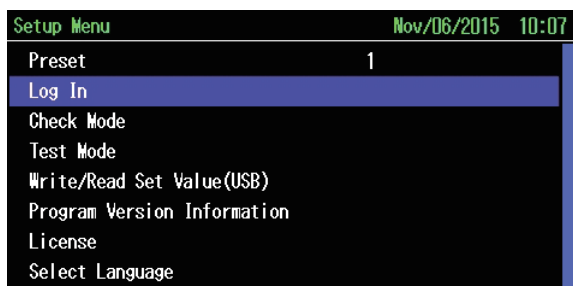 Setup Menu Nov/06/2015 10:07
Preset 1
Log In
Check Mode
Test Mode
Write/Read Set Value(USB)
Program Version Information
License
Select Language